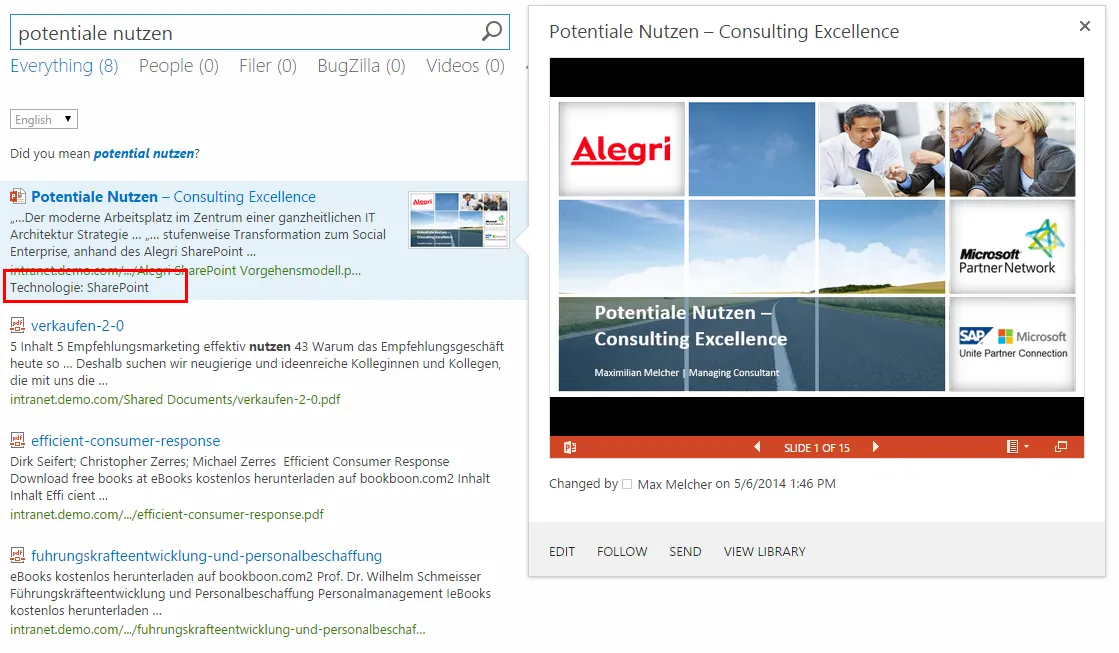 potentiale nutzen
Everything (8) People (0) Filer (0) BugZilla (0) Videos (0)
English
Did you mean potential nutzen?
Potentiale Nutzen – Consulting Excellence
„...Der moderne Arbeitsplatz im Zentrum einer ganzheitlichen IT
Architektur Strategie ... „... stufenweise Transformation zum Social
Enterprise, anhand des Alegri SharePoint ...
intranet.demo.com/.../Alegri SharePoint Vorgehensmodell.p...
Technologie: SharePoint
verkaufen-2-0
5 Inhalt 5 Empfehlungsmarketing effektiv nutzen 43 Warum das Empfehlungsgeschäft
heute so ... Deshalb suchen wir neugierige und ideenreiche Kolleginnen und Kollegen,
die mit uns die ...
intranet.demo.com/Shared Documents/verkaufen-2-0.pdf
efficient-consumer-response
Dirk Seifert; Christopher Zerres; Michael Zerres Efficient Consumer Response
Download free books at eBooks kostenlos herunterladen auf bookboon.com2 Inhalt
Inhalt Effi cient ...
intranet.demo.com/.../efficient-consumer-response.pdf
fuhrungskrafteentwicklung-und-personalbeschaffung
eBooks kostenlos herunterladen auf bookboon.com2 Prof. Dr. Wilhelm Schmeisser
Führungskräfteentwicklung und Personalbeschaffung Personalmanagement IeBooks
kostenlos herunterladen ...
intranet.demo.com/.../fuhrungskrafteentwicklung-und-personalbeschaf...
Potentiale Nutzen – Consulting Excellence
Alegri
Microsoft
Partner Network
Potentiale Nutzen –
Consulting Excellence
Maximilian Melcher | Managing Consultant
SAP Microsoft
Unite Partner Connection
SLIDE 1 OF 15
Changed by Max Melcher on 5/6/2014 1:46 PM
EDIT FOLLOW SEND VIEW LIBRARY